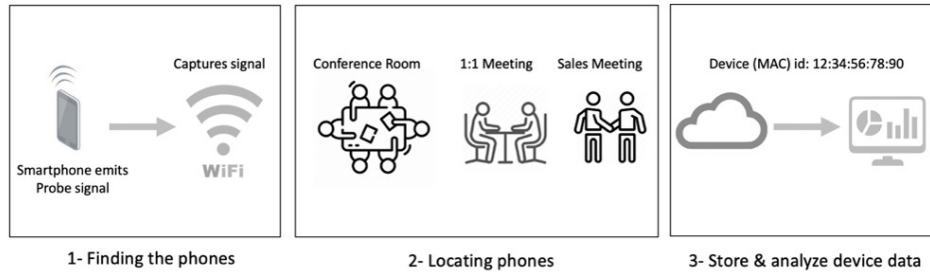 Smartphone emits
Probe signal
Captures signal
WiFi
1- Finding the phones
Conference Room
1:1 Meeting
Sales Meeting
2- Locating phones
Device (MAC) id: 12:34:56:78:90
3- Store & analyze device data